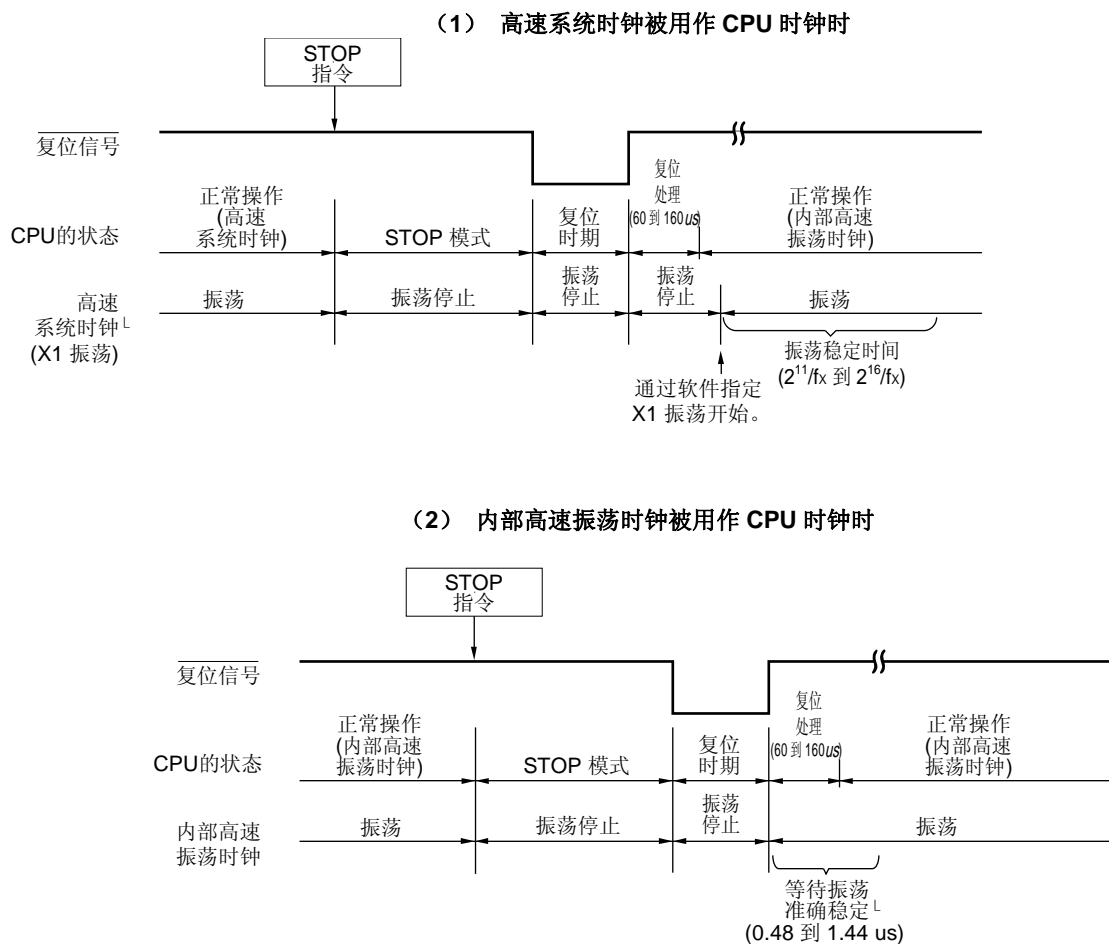 （1） 高速系统时钟被用作 CPU 时钟时
STOP
指令
复位信号
CPU的状态
正常操作
(高速
系统时钟)
STOP 模式
复位
时期
复位
处理
(60 到 160us)
正常操作
(内部高速
振荡时钟)
高速
系统时钟└
(X1 振荡)
振荡
振荡停止
振荡
停止
振荡
停止
振荡
振荡稳定时间
(2¹¹/fx 到 2¹⁶/fx)
通过软件指定
X1 振荡开始。
（2） 内部高速振荡时钟被用作 CPU 时钟时
STOP
指令
复位信号
CPU的状态
正常操作
(内部高速
振荡时钟)
STOP 模式
复位
时期
复位
处理
(60 到 160us)
正常操作
(内部高速
振荡时钟)
内部高速
振荡时钟
振荡
振荡停止
振荡
停止
振荡
等待振荡
准确稳定└
(0.48 到 1.44 us)